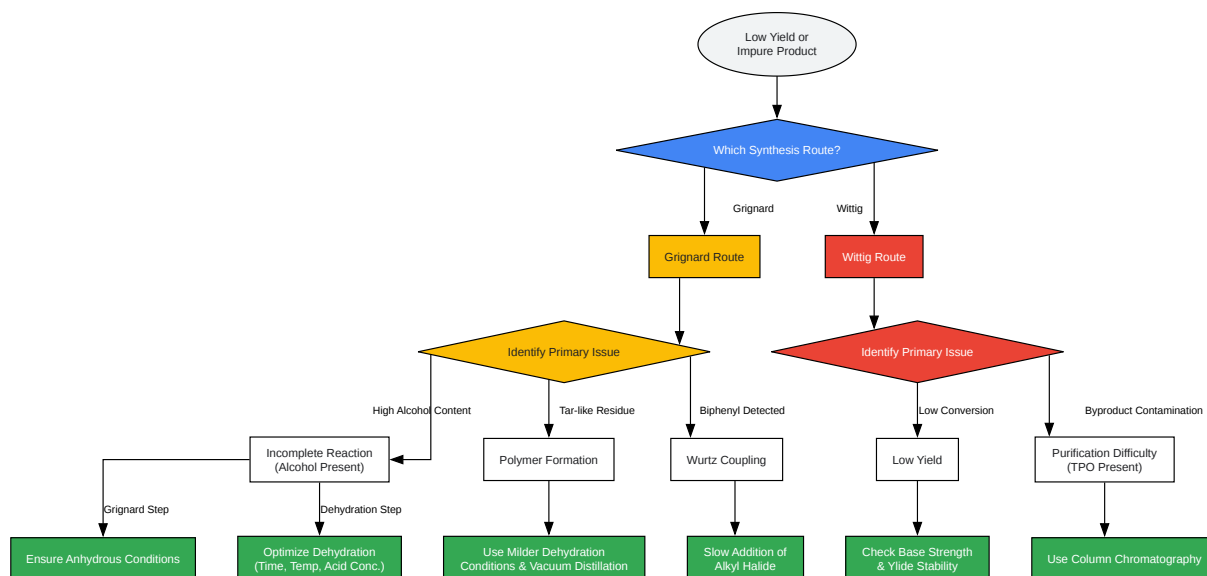 Low Yield or
Impure Product
Which Synthesis Route?
Grignard
Wittig
Grignard Route
Wittig Route
Identify Primary Issue
Identify Primary Issue
High Alcohol Content
Tar-like Residue
Biphenyl Detected
Low Conversion
Byproduct Contamination
Incomplete Reaction
(Alcohol Present)
Polymer Formation
Wurtz Coupling
Low Yield
Purification Difficulty
(TPO Present)
Grignard Step
Dehydration Step
Ensure Anhydrous Conditions
Optimize Dehydration
(Time, Temp, Acid Conc.)
Use Milder Dehydration
Conditions & Vacuum Distillation
Slow Addition of
Alkyl Halide
Check Base Strength
& Ylide Stability
Use Column Chromatography